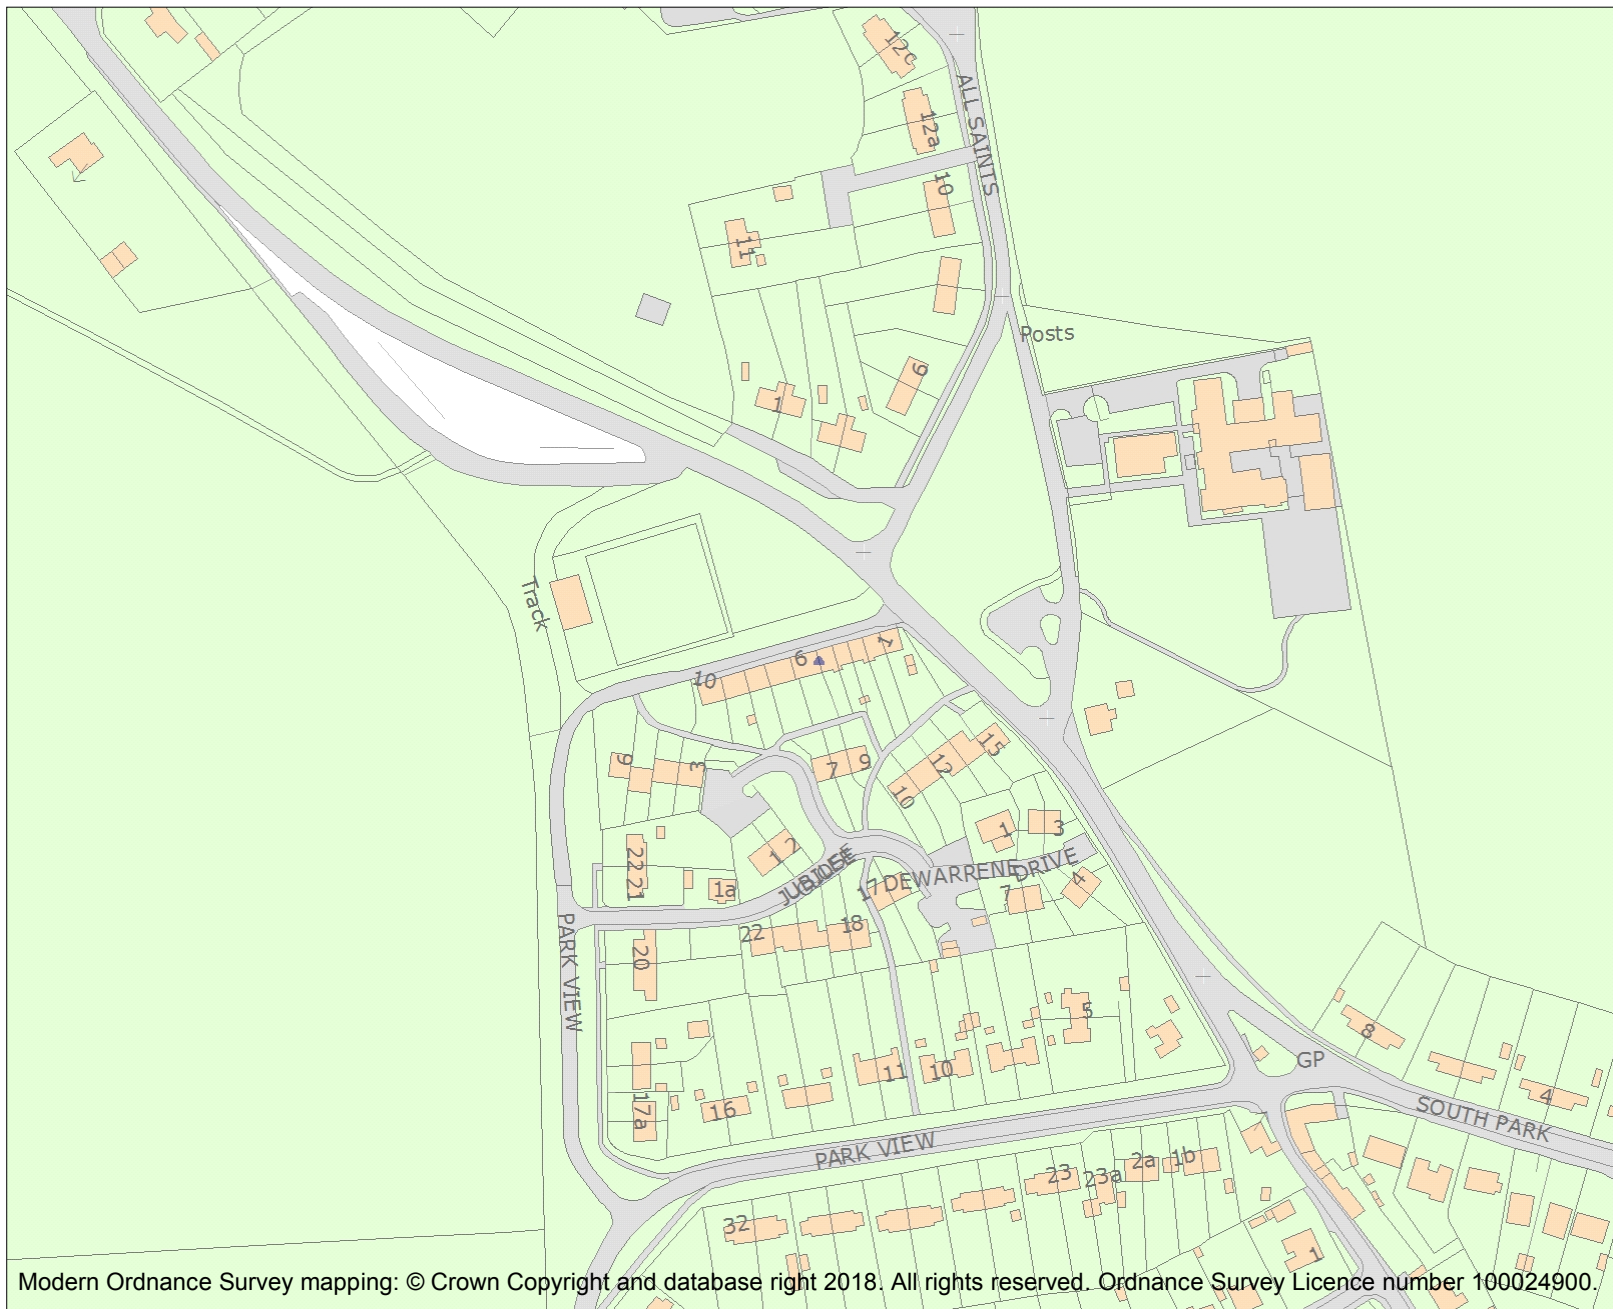 12c
ALL SAINTS
12a
10
11
Posts
9
1
Track
6
1
10
9
3
7
9
10
12
15
1
3
1
2
22
21
1a
JUBILEE
17
DEWARRENE
DRIVE
7
4
22
18
20
PARK VIEW
5
8
GP
11
10
4
16
17a
SOUTH PARK
PARK VIEW
23
23a
2a
1b
32
1
Modern Ordnance Survey mapping: © Crown Copyright and database right 2018. All rights reserved. Ordnance Survey Licence number 100024900.